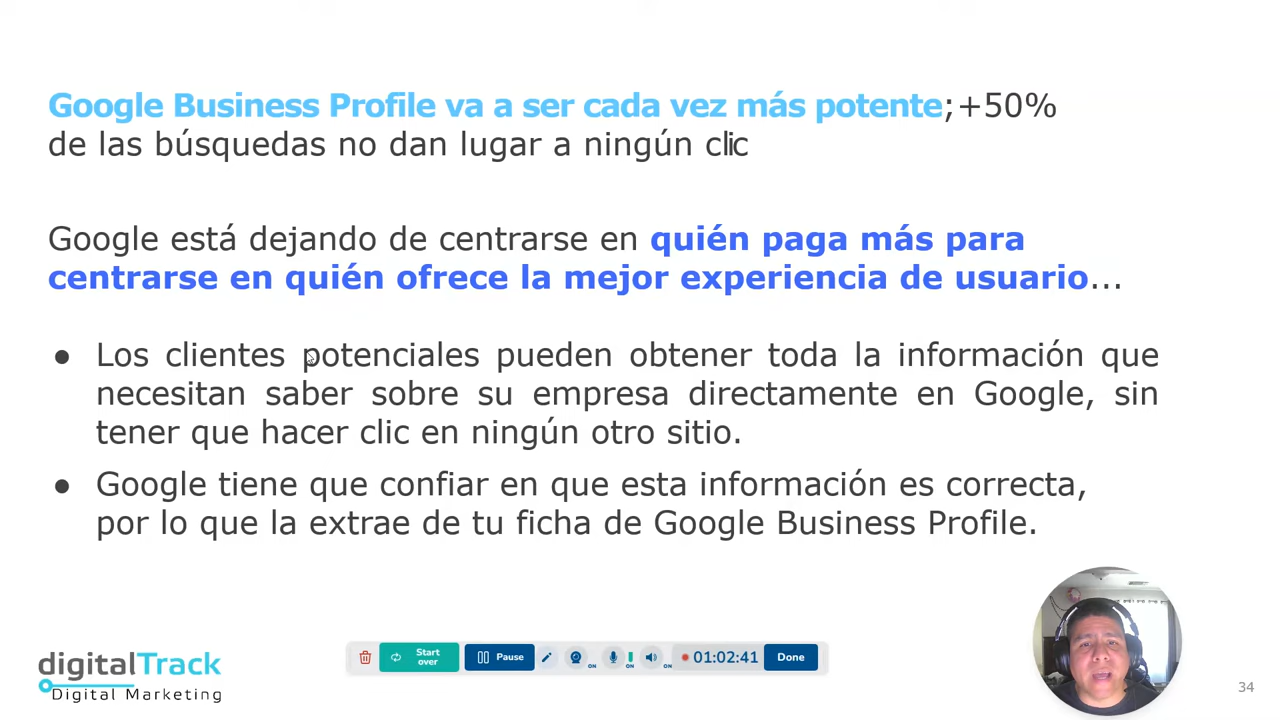 Google Business Profile va a ser cada vez más potente;+50%
de las búsquedas no dan lugar a ningún clic
Google está dejando de centrarse en quién paga más para
centrarse en quién ofrece la mejor experiencia de usuario...
● Los clientes potenciales pueden obtener toda la información que
necesitan saber sobre su empresa directamente en Google, sin
tener que hacer clic en ningún otro sitio.
● Google tiene que confiar en que esta información es correcta,
por lo que la extrae de tu ficha de Google Business Profile.
digitalTrack
Digital Marketing
Start
over
Pause
ON
ON
ON
01:02:41
Done
34